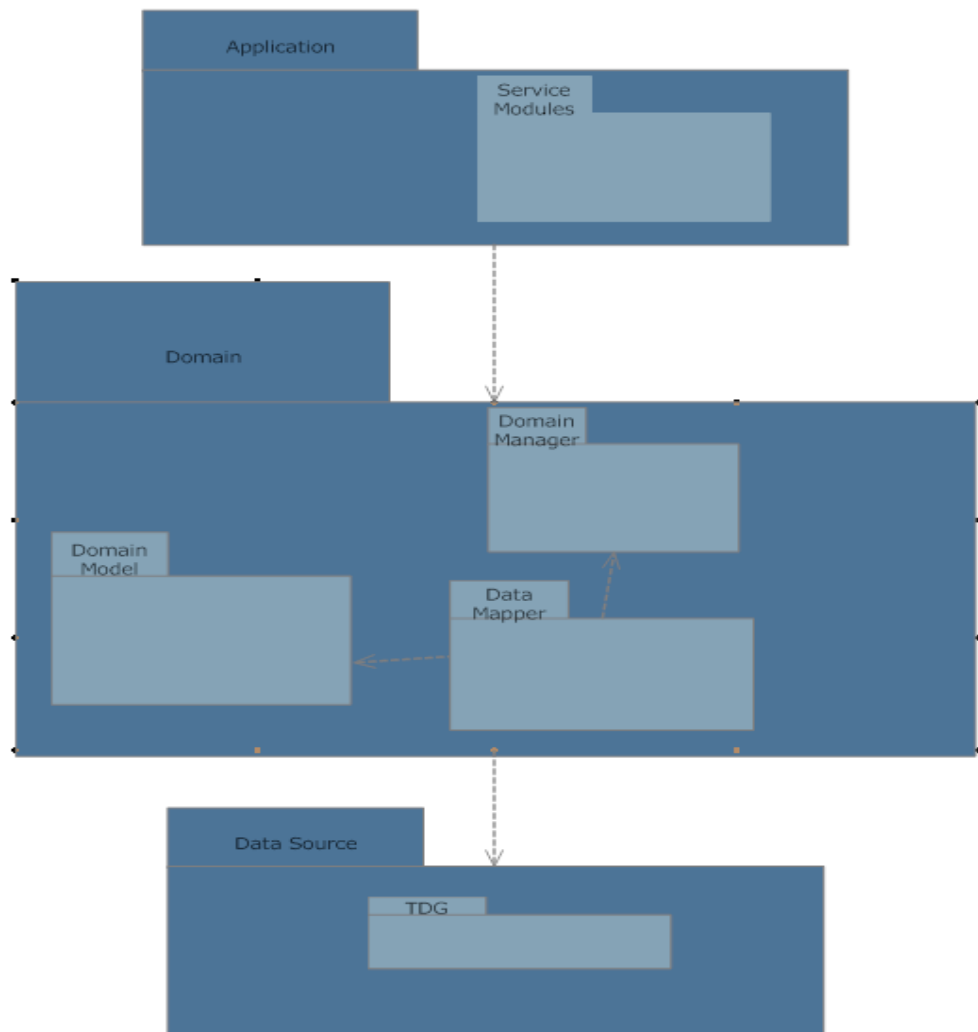 Application
Service
Modules
Domain
Domain
Manager
Domain
Model
Data
Mapper
Data Source
TDG